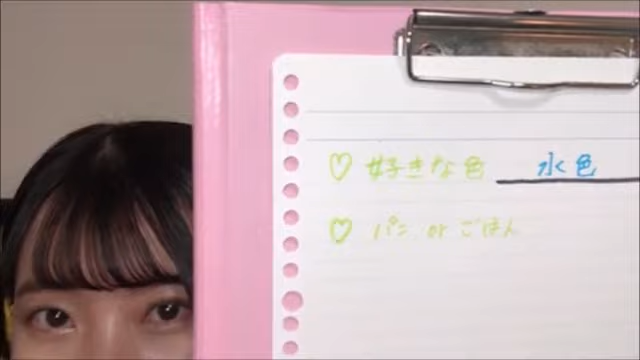 ♡ 好きな色 水色
♡ パン or ごはん